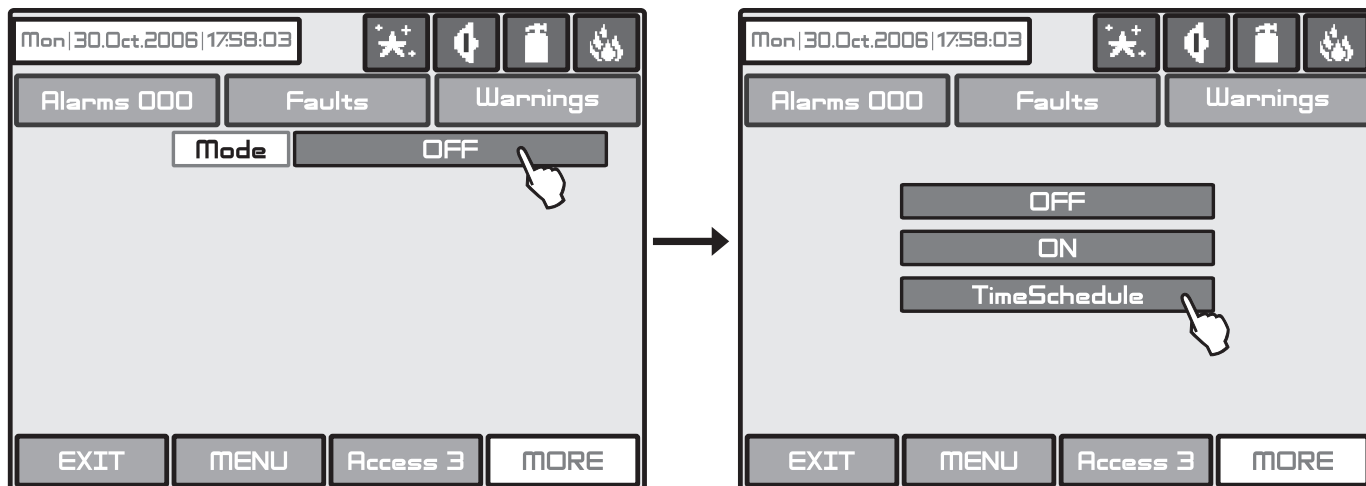 Mon|30.Oct.2006|17:58:03
Alarms 000 Faults Warnings
Mode OFF
EXIT MENU Access 3 MORE
Mon|30.Oct.2006|17:58:03
Alarms 000 Faults Warnings
OFF
ON
TimeSchedule
EXIT MENU Access 3 MORE